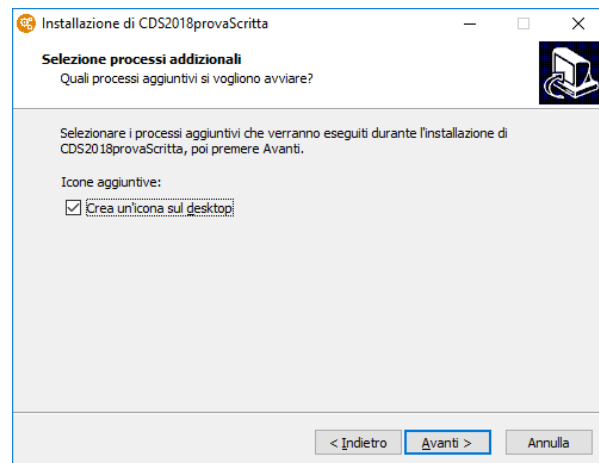 Installazione di CDS2018provaScritta
Selezione processi addizionali
Quali processi aggiuntivi si vogliono avviare?
Selezionare i processi aggiuntivi che verranno eseguiti durante l'installazione di
CDS2018provaScritta, poi premere Avanti.
Icone aggiuntive:
Crea un'icona sul desktop
< Indietro Avanti > Annulla